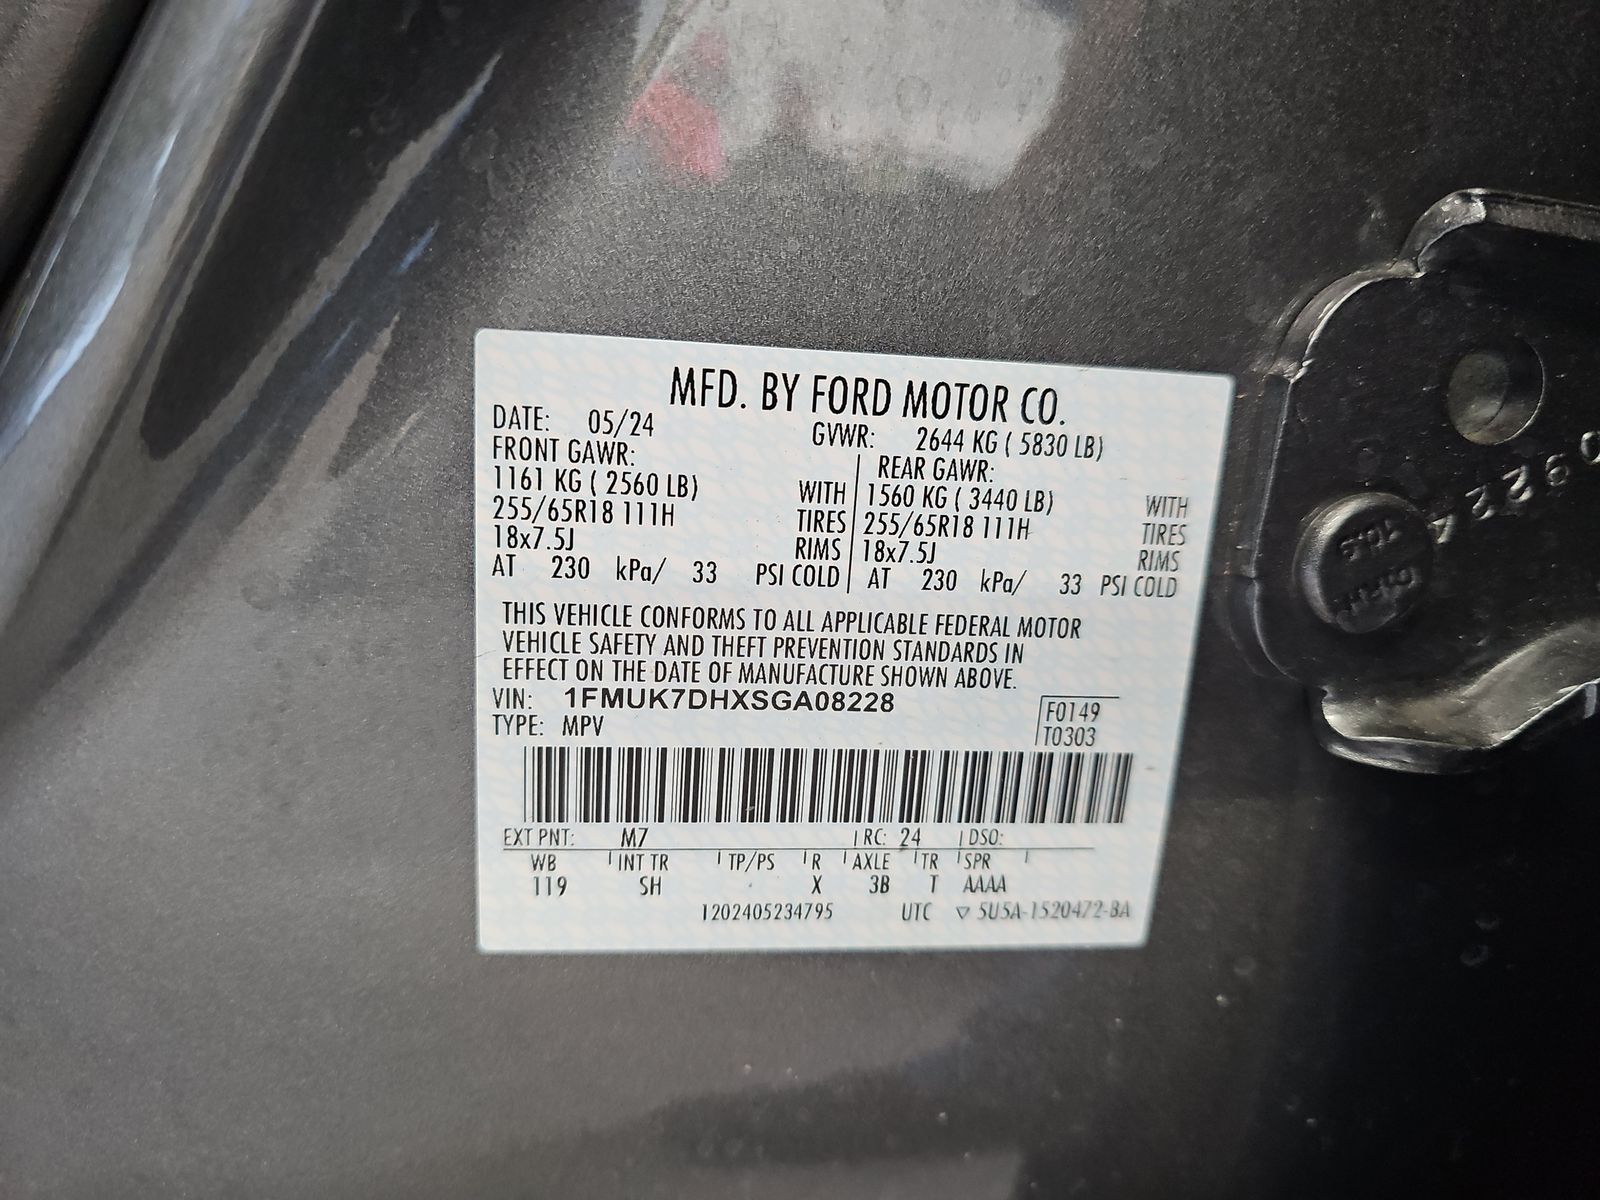 MFD. BY FORD MOTOR CO.
DATE: 05/24 GVWR: 2644 KG ( 5830 LB)
FRONT GAWR: REAR GAWR:
1161 KG ( 2560 LB) WITH 1560 KG ( 3440 LB) WITH
255/65R18 111H TIRES 255/65R18 111H TIRES
18x7.5J RIMS 18x7.5J RIMS
AT 230 kPa/ 33 PSI COLD AT 230 kPa/ 33 PSI COLD
THIS VEHICLE CONFORMS TO ALL APPLICABLE FEDERAL MOTOR
VEHICLE SAFETY AND THEFT PREVENTION STANDARDS IN
EFFECT ON THE DATE OF MANUFACTURE SHOWN ABOVE.
VIN: 1FMUK7DHXSGA08228
TYPE: MPV
F0149
T0303
EXT PNT: M7 RC: 24 DSO:
WB INT TR TP/PS R AXLE TR SPR
119 SH X 3B T AAAA
1202405234795 UTC ▽ 5U5A-1520472-BA
09224
10.9